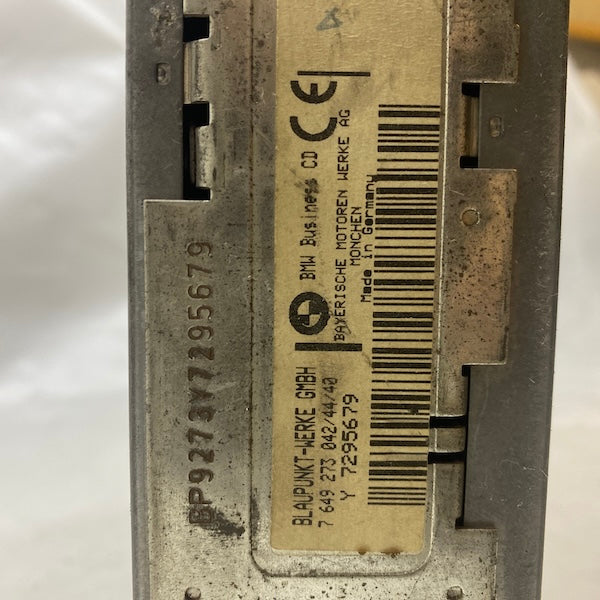 BP9273Y7295679
BLAUPUNKT-WERKE GMBH
7 649 273 042/44/40
Y 7295679
BMW Business CD
CE
BAYERISCHE MOTOREN WERKE AG
MÜNCHEN
Made in Germany